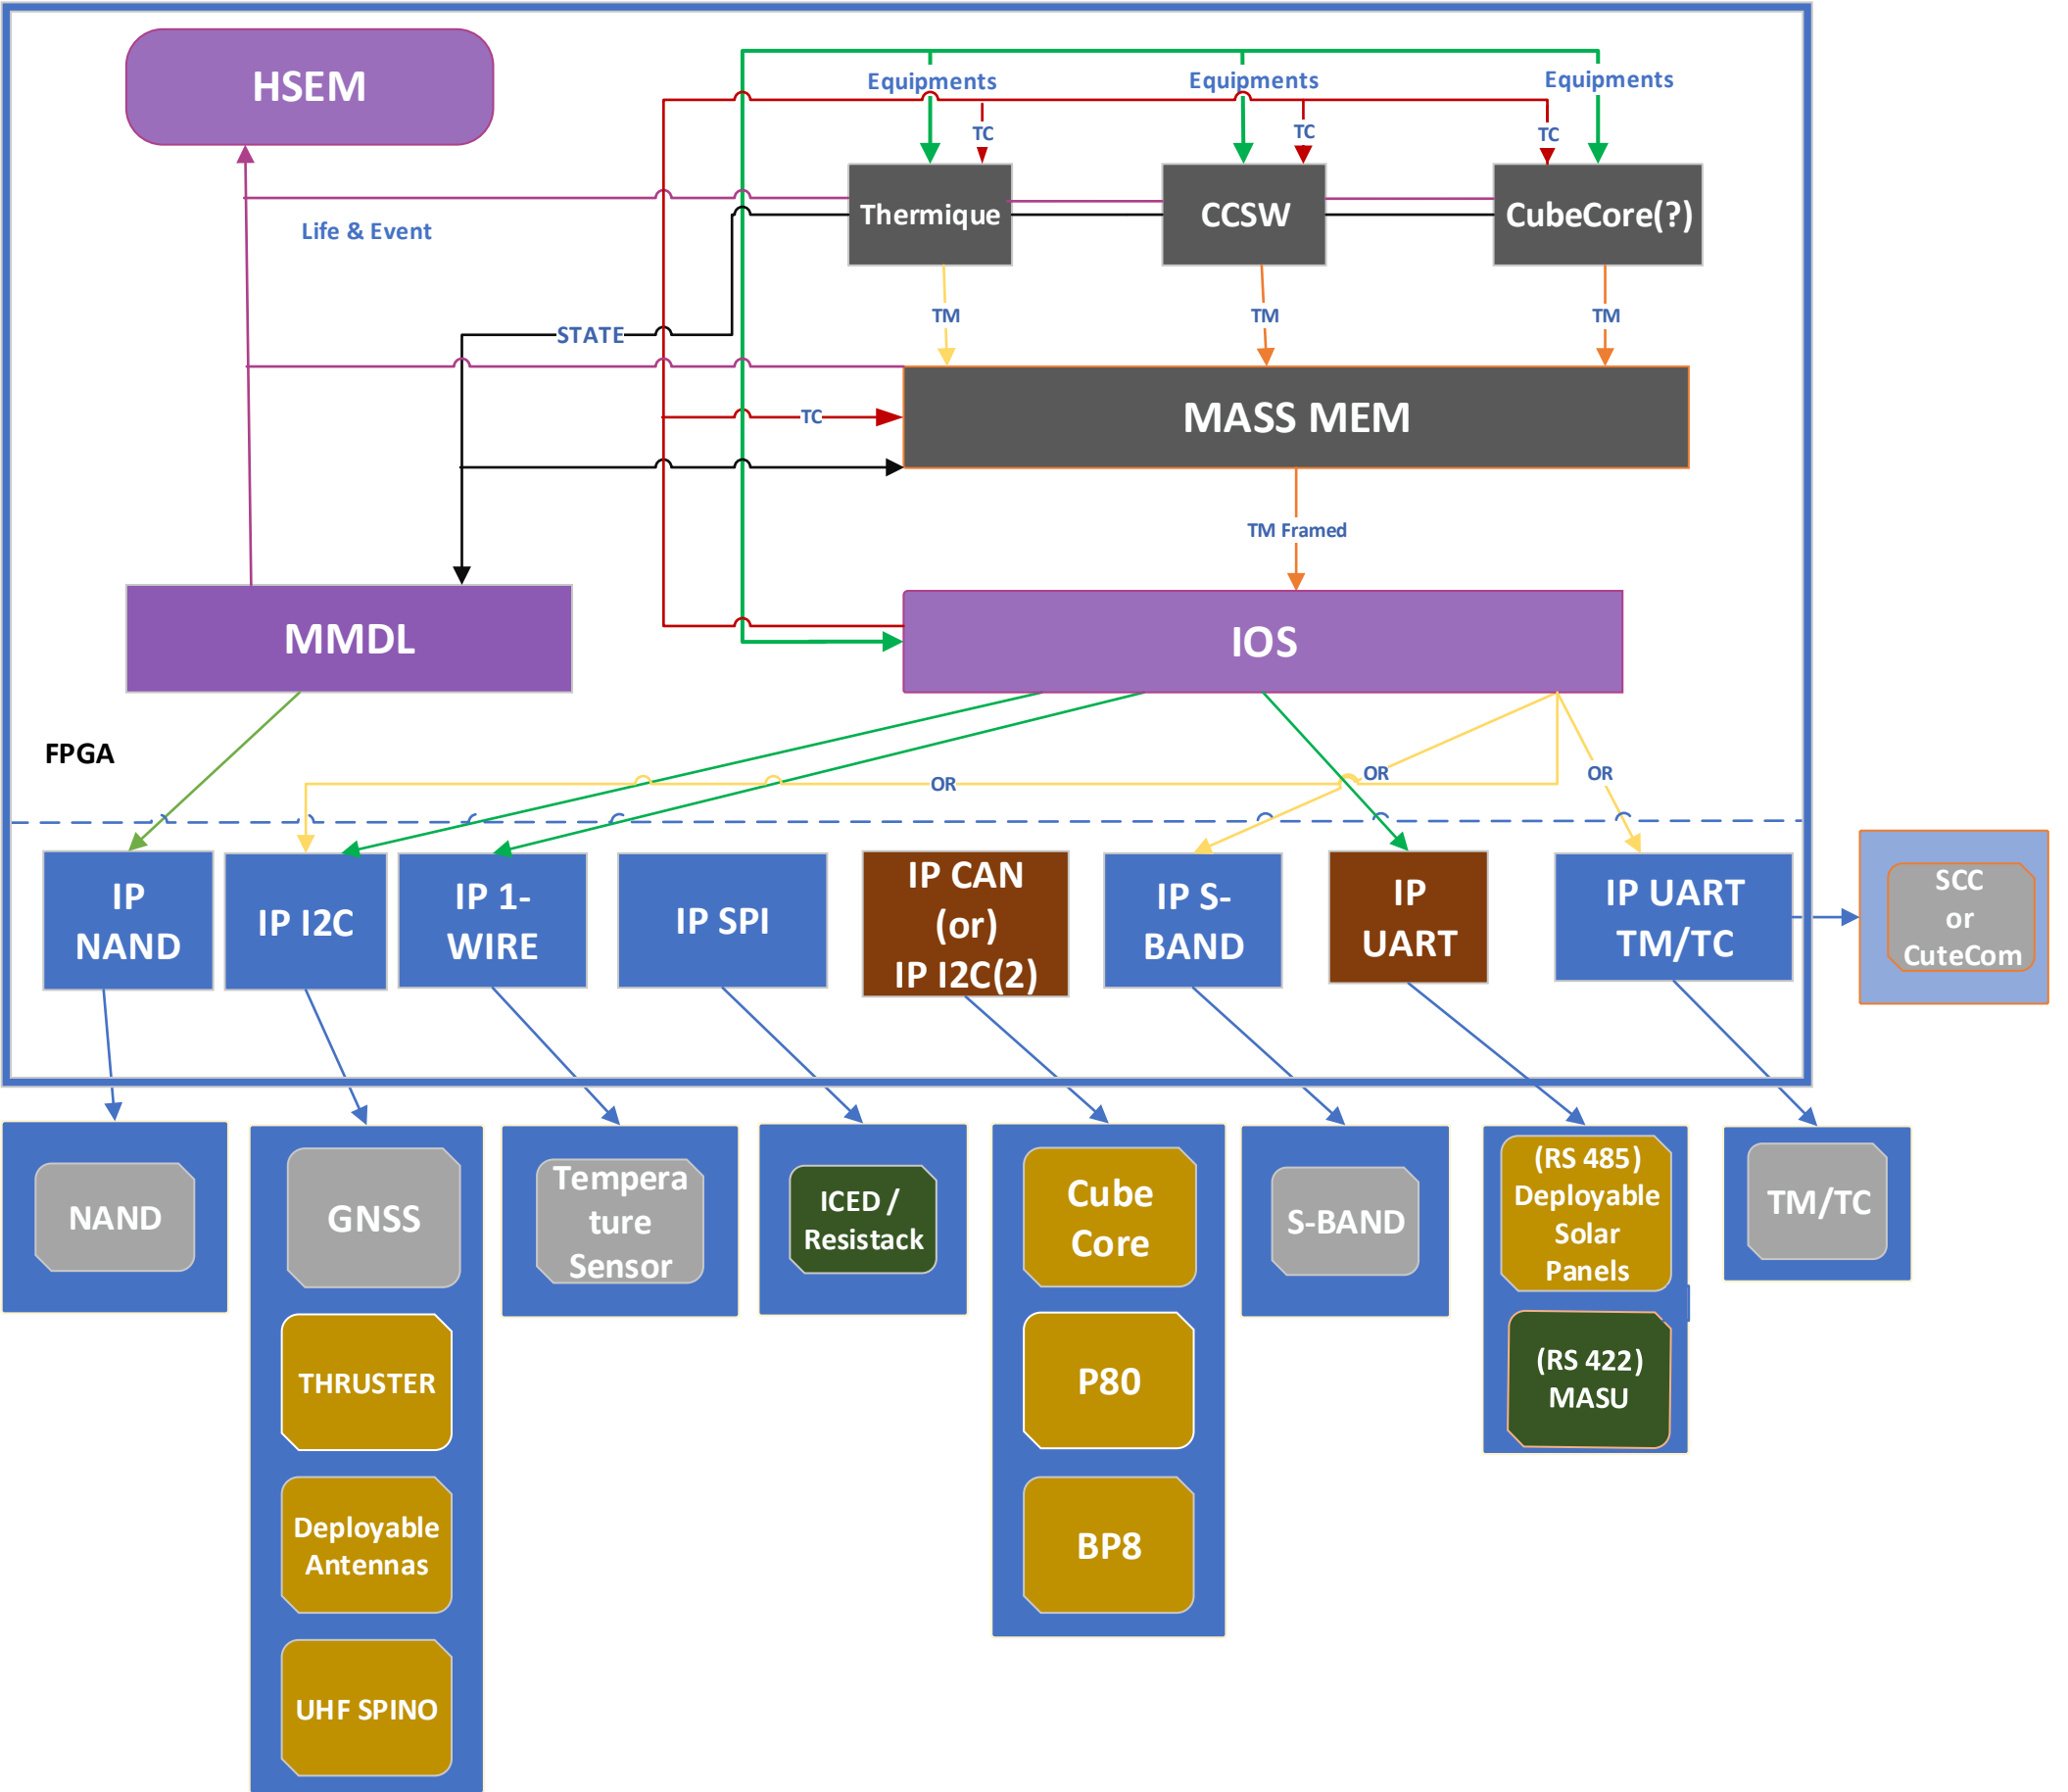 HSEM
Equipments
Equipments
Equipments
TC
TC
TC
Thermique
CCSW
CubeCore(?)
Life & Event
TM
TM
TM
STATE
MASS MEM
TC
TM Framed
MMDL
IOS
FPGA
OR
OR
OR
IP
NAND
IP I2C
IP 1-
WIRE
IP SPI
IP CAN
(or)
IP I2C(2)
IP S-
BAND
IP
UART
IP UART
TM/TC
SCC
or
CuteCom
NAND
GNSS
THRUSTER
Deployable
Antennas
UHF SPINO
Tempera
ture
Sensor
ICED /
Resistack
Cube
Core
P80
BP8
S-BAND
(RS 485)
Deployable
Solar
Panels
(RS 422)
MASU
TM/TC